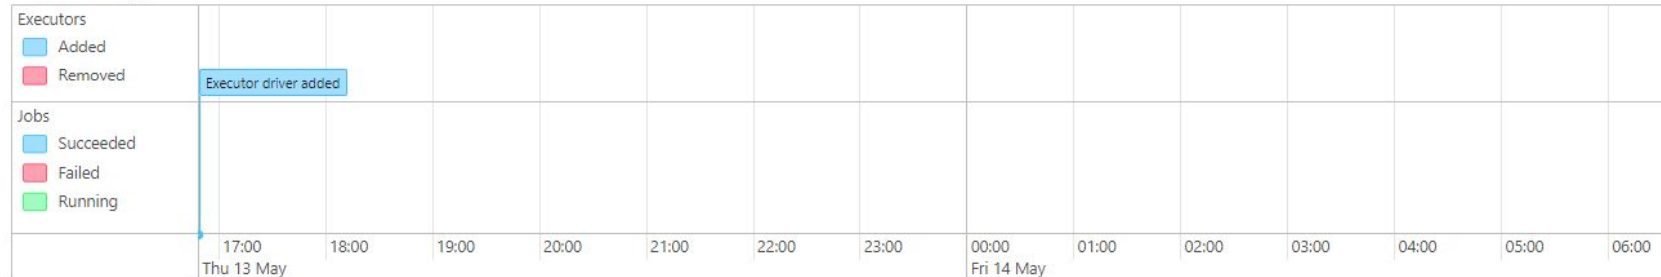 Executors
Added
Removed
Executor driver added
Jobs
Succeeded
Failed
Running
17:00 18:00 19:00 20:00 21:00 22:00 23:00 00:00 01:00 02:00 03:00 04:00 05:00 06:00
Thu 13 May Fri 14 May